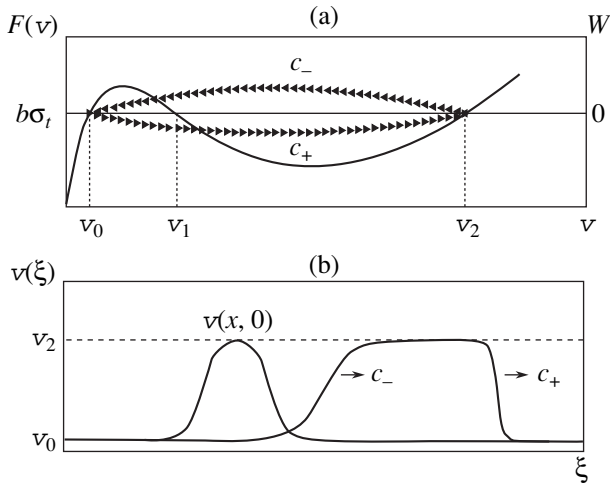 F(v) (a) W
c₋
bσₜ 0
c₊
v₀ v₁ v₂ v
v(ξ) (b)
v(x, 0)
v₂
c₋ c₊
v₀
ξ